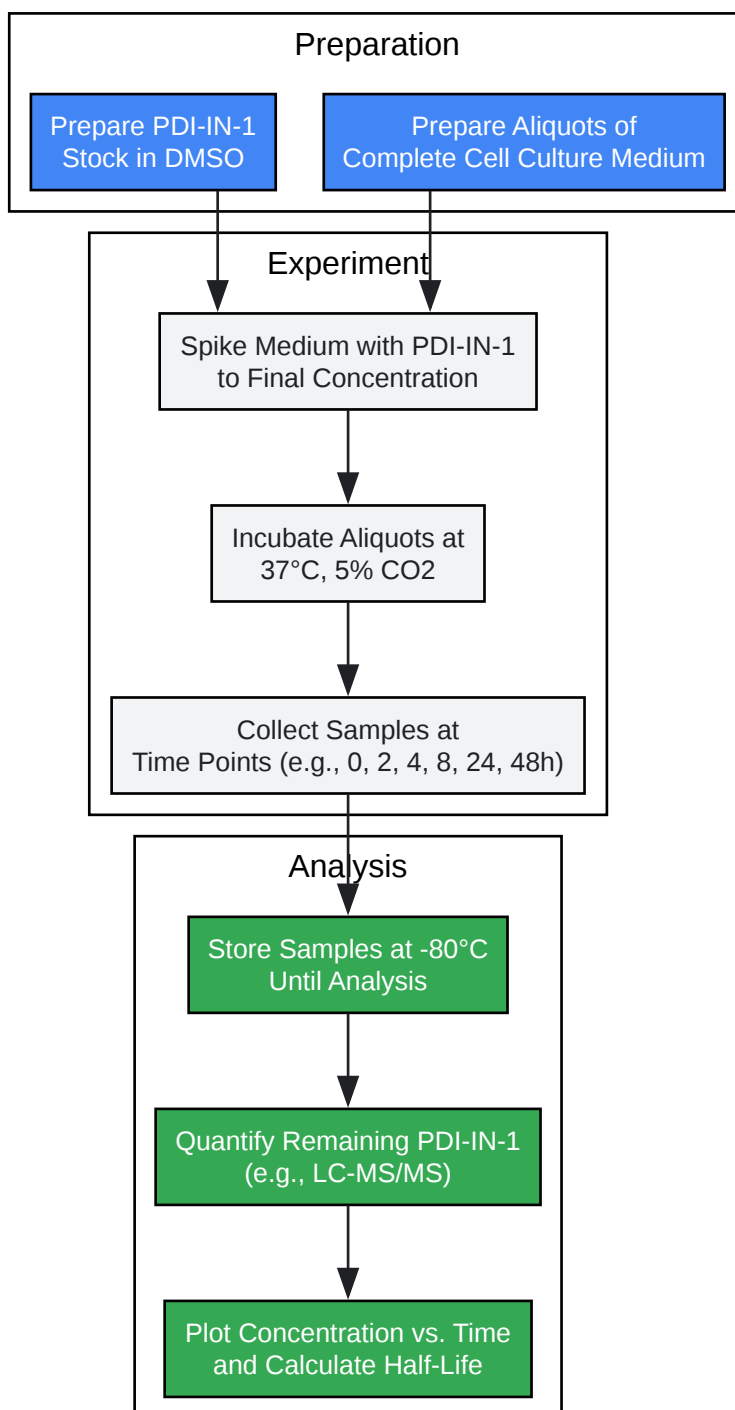 Preparation
Prepare PDI-IN-1
Stock in DMSO
Prepare Aliquots of
Complete Cell Culture Medium
Experiment
Spike Medium with PDI-IN-1
to Final Concentration
Incubate Aliquots at
37°C, 5% CO2
Collect Samples at
Time Points (e.g., 0, 2, 4, 8, 24, 48h)
Analysis
Store Samples at -80°C
Until Analysis
Quantify Remaining PDI-IN-1
(e.g., LC-MS/MS)
Plot Concentration vs. Time
and Calculate Half-Life